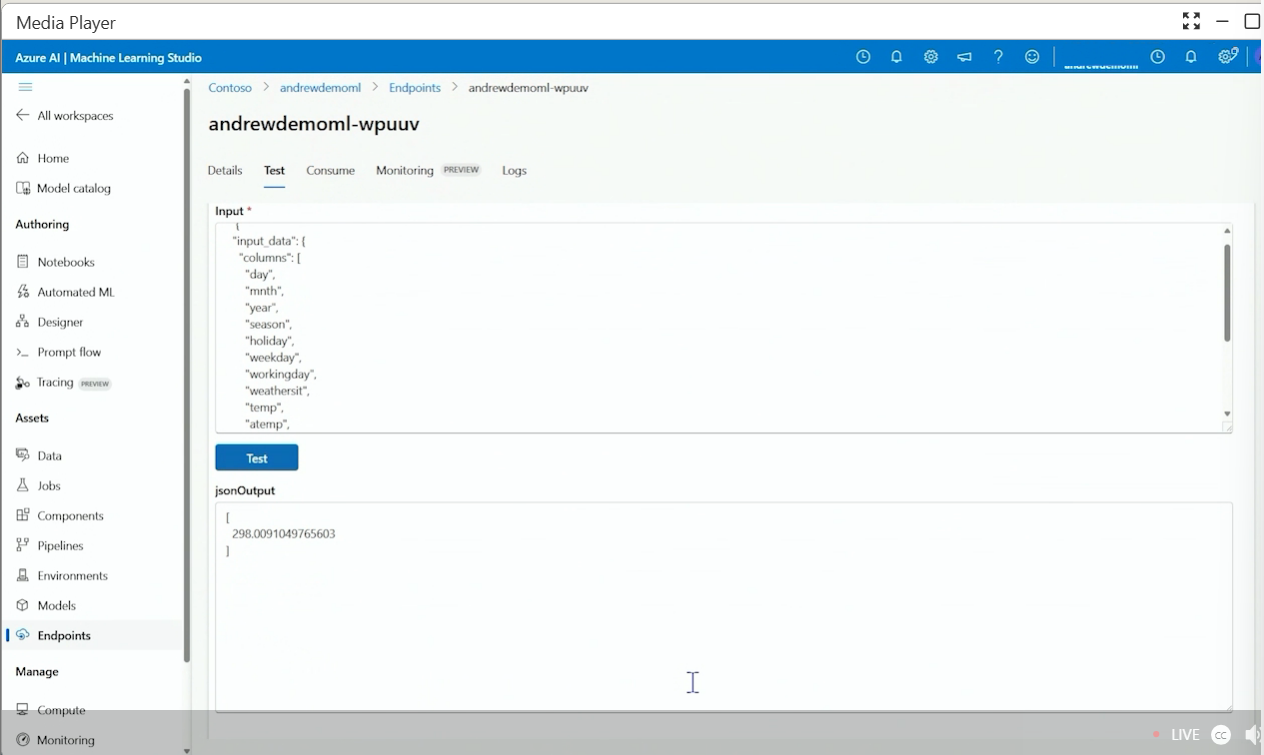 Media Player
Azure AI | Machine Learning Studio
All workspaces
Home
Model catalog
Authoring
Notebooks
Automated ML
Designer
Prompt flow
Tracing PREVIEW
Assets
Data
Jobs
Components
Pipelines
Environments
Models
Endpoints
Manage
Compute
Monitoring
Contoso > andrewdemoml > Endpoints > andrewdemoml-wpuuv
andrewdemoml-wpuuv
Details Test Consume Monitoring PREVIEW Logs
Input *
{
"input_data": {
"columns": [
"day",
"mnth",
"year",
"season",
"holiday",
"weekday",
"workingday",
"weathersit",
"temp",
"atemp",
Test
jsonOutput
[
298.0091049765603
]
LIVE CC